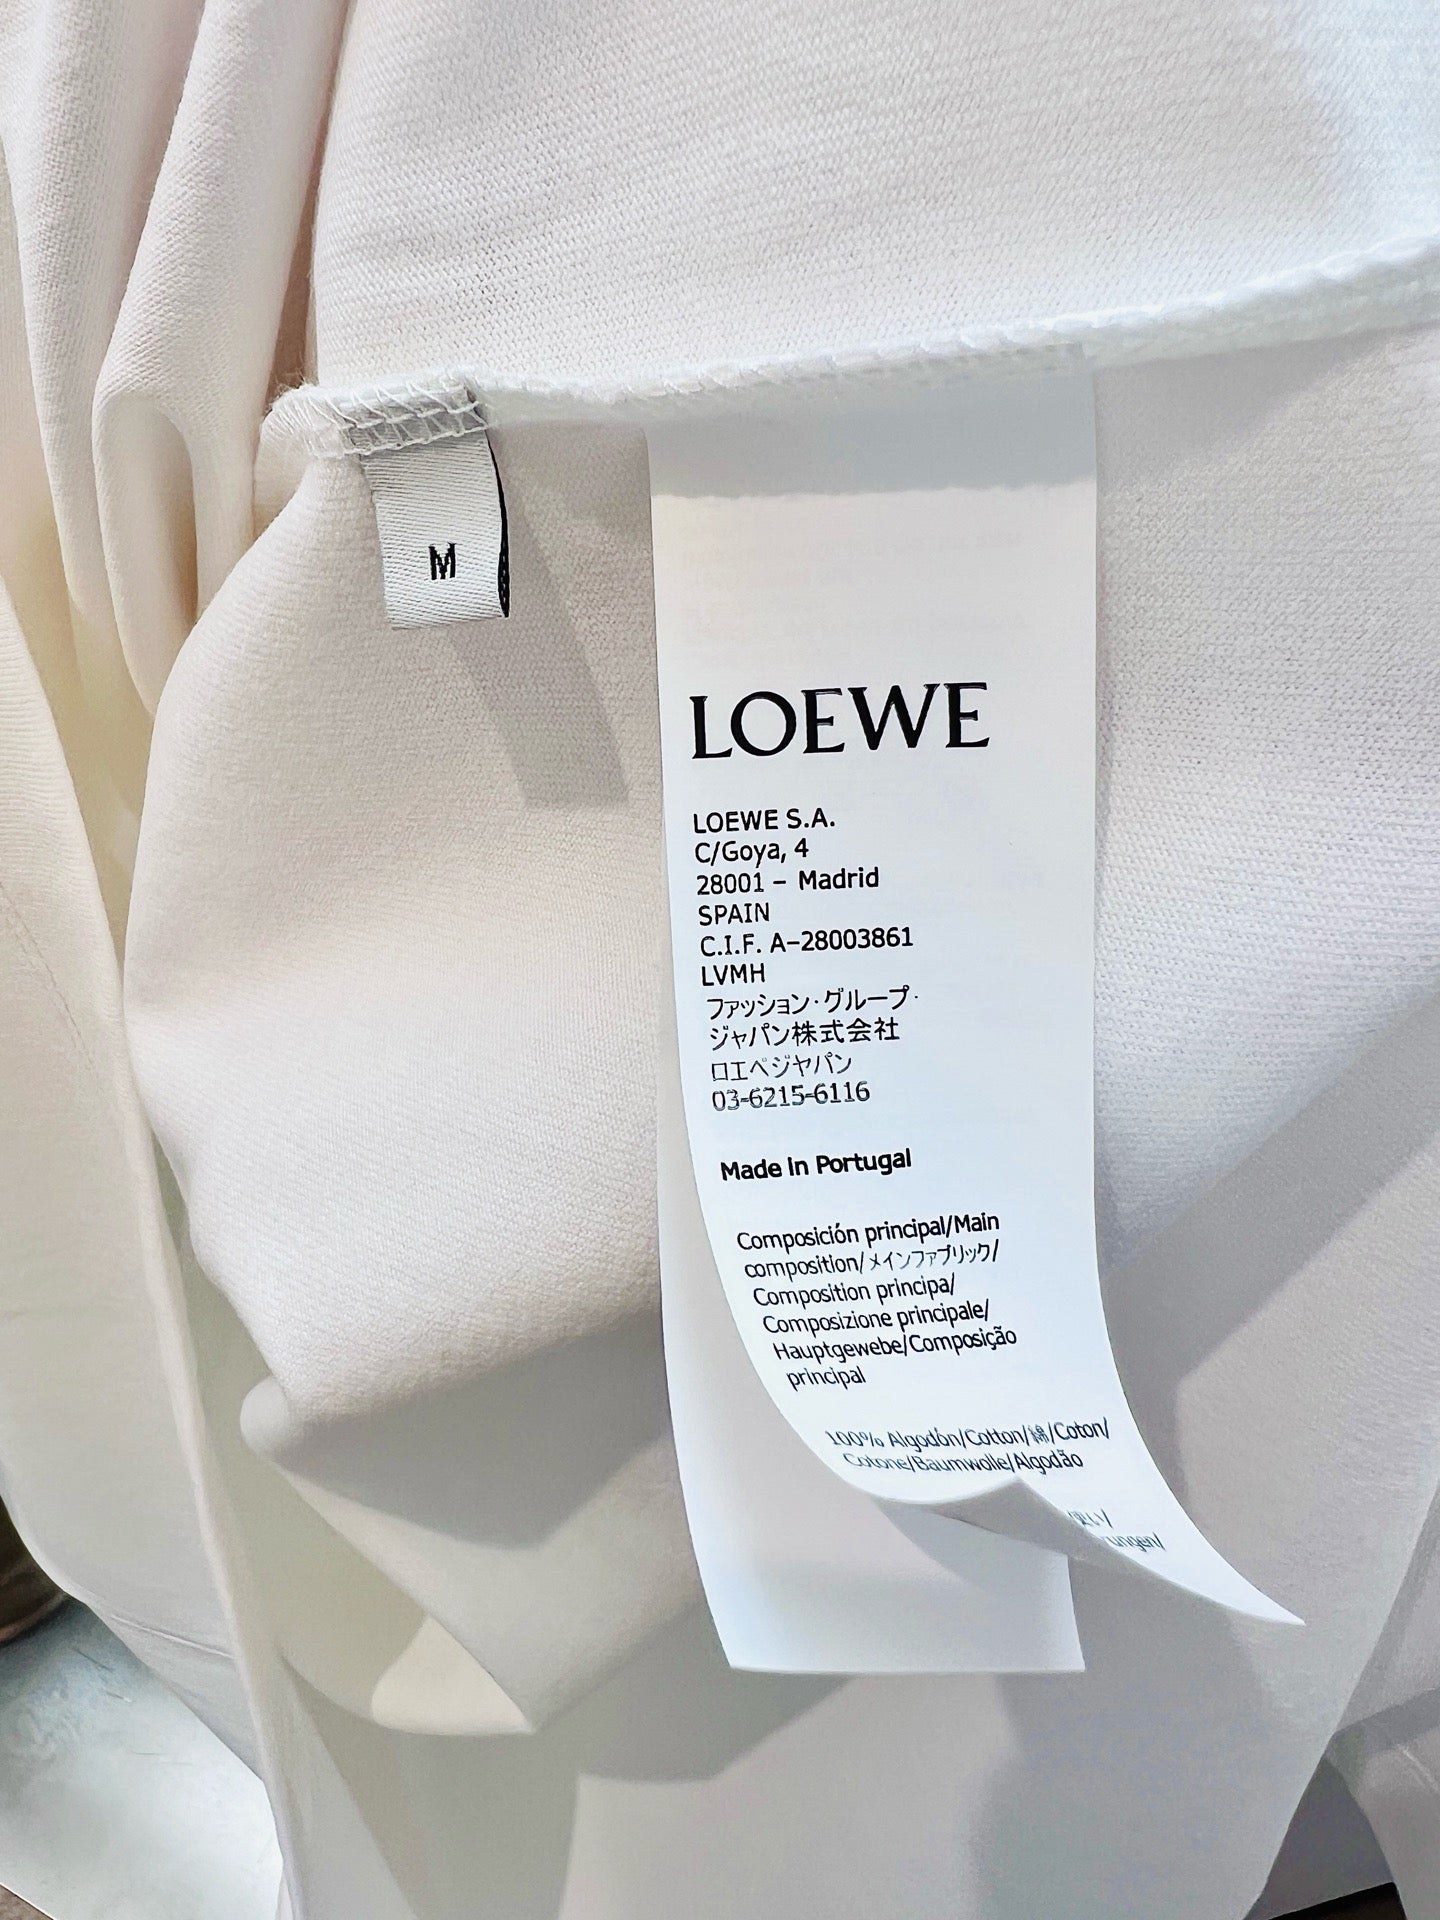 M
LOEWE
LOEWE S.A.
C/Goya, 4
28001 – Madrid
SPAIN
C.I.F. A–28003861
LVMH
ファッション・グループ・
ジャパン株式会社
ロエベジャパン
03-6215-6116
Made in Portugal
Composición principal/Main
composition/メインファブリック/
Composition principa/
Composizione principale/
Hauptgewebe/Composição
principal
100% Algodón/Cotton/綿/Coton/
Cotone/Baumwolle/Algodão